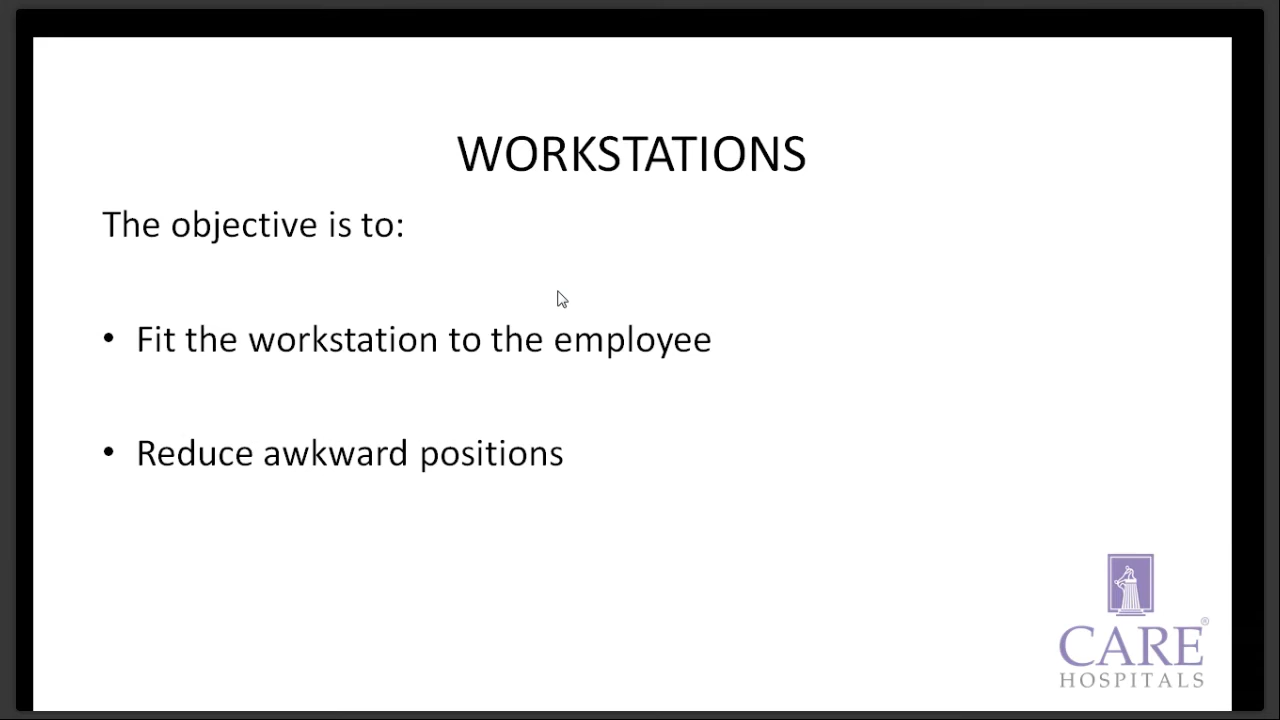 WORKSTATIONS
The objective is to:
• Fit the workstation to the employee
• Reduce awkward positions
CARE®
HOSPITALS